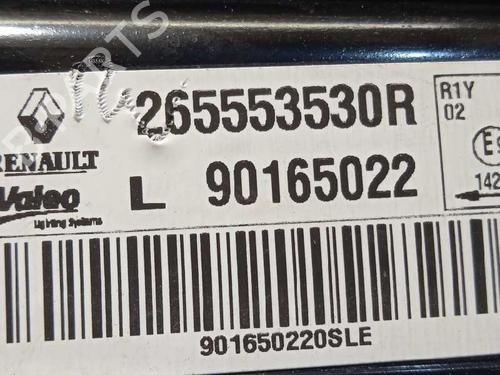 265553530R
RENAULT
Valeo
Lighting Systems
L 90165022
R1Y
02
E
142
901650220SLE